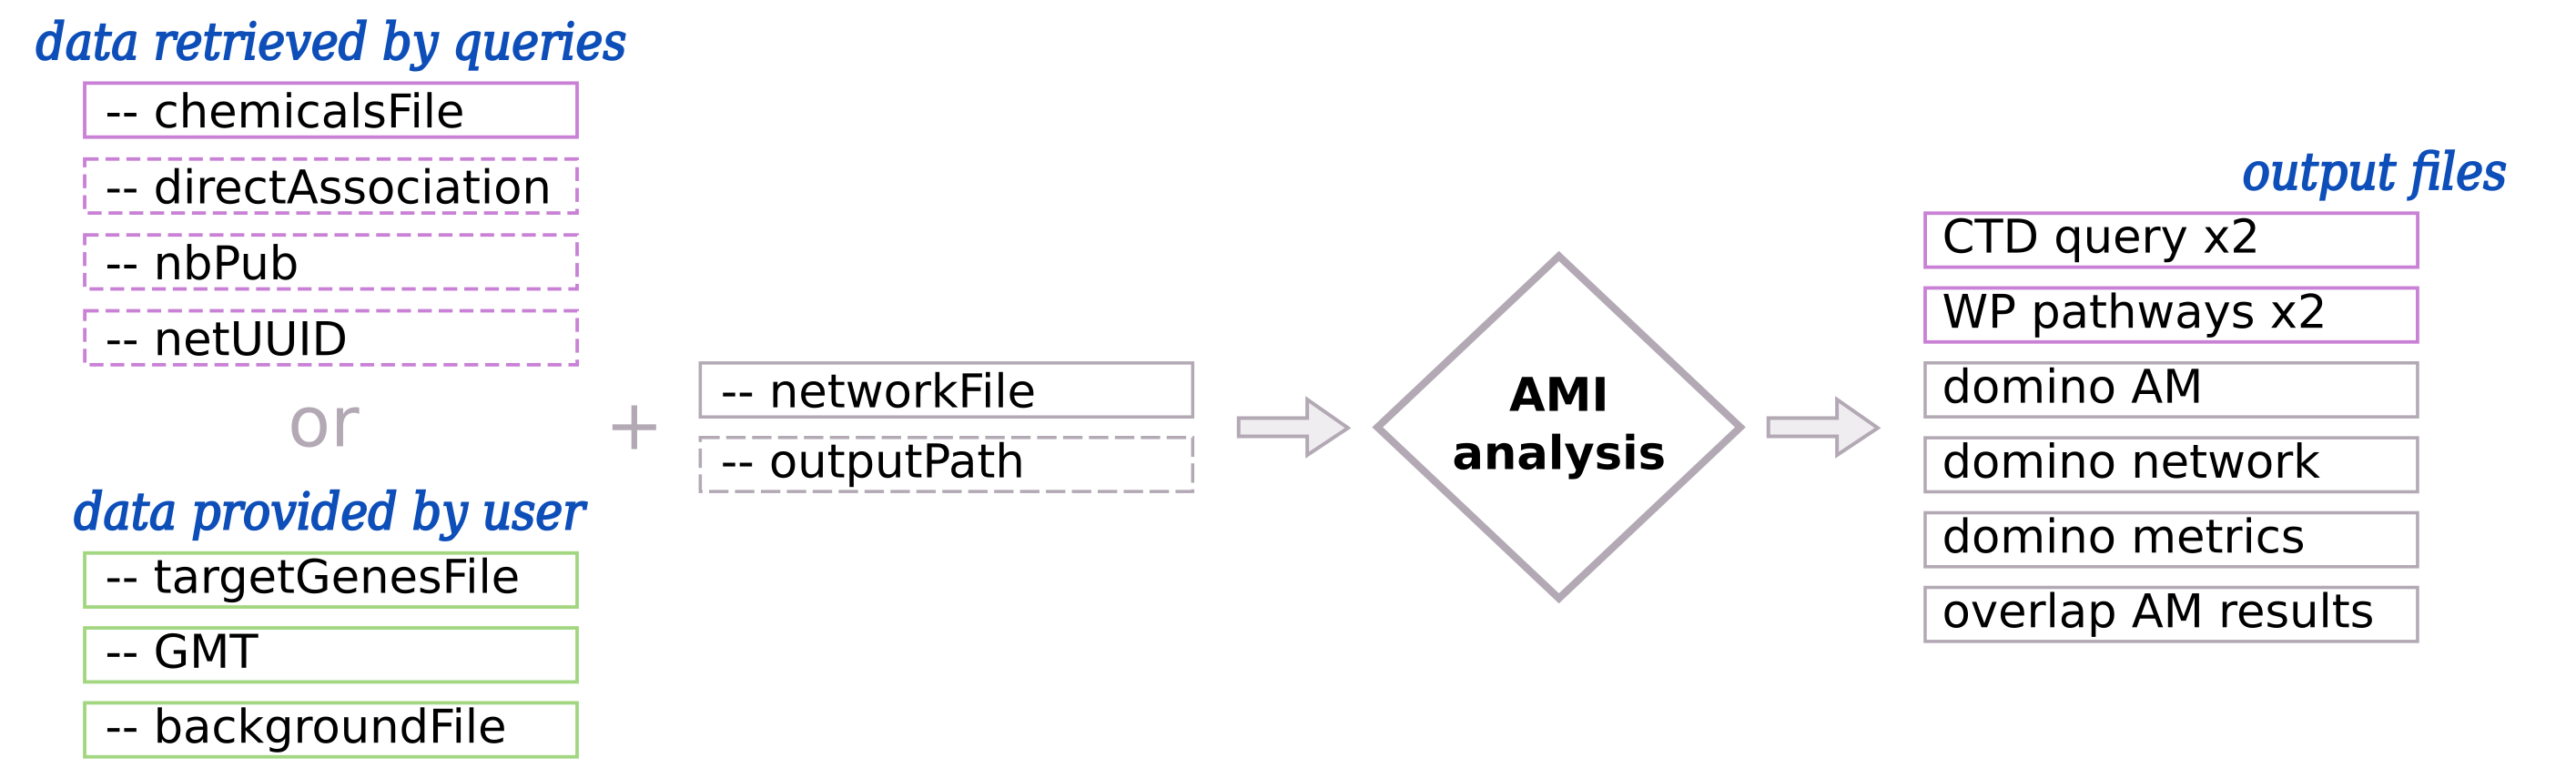 data retrieved by queries
-- chemicalsFile
-- directAssociation
-- nbPub
-- netUUID
or
data provided by user
-- targetGenesFile
-- GMT
-- backgroundFile
+
-- networkFile
-- outputPath
AMI
analysis
output files
CTD query x2
WP pathways x2
domino AM
domino network
domino metrics
overlap AM results